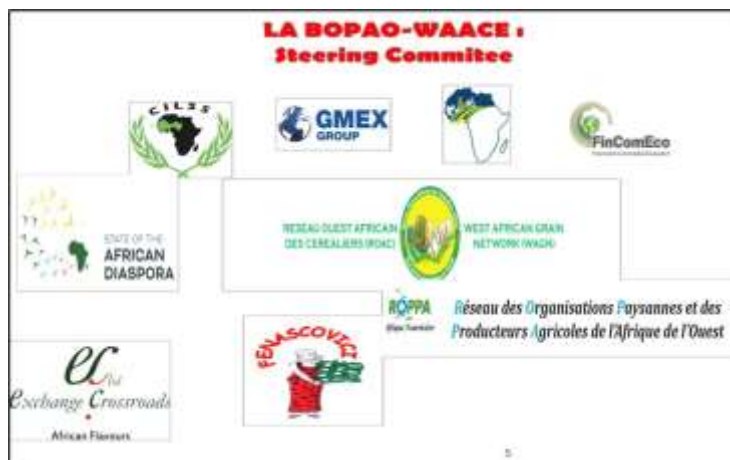 LA BOPAO-WAACE :
Steering Commitee
CILSS
GMEX
GROUP
FinComEco
STATE OF THE
AFRICAN
DIASPORA
RESEAU OUEST AFRICAIN
DES CEREALIERS (ROAC)
WEST AFRICAN GRAIN
NETWORK (WAGN)
ROPPA
Réseau des Organisations Paysannes et des
Producteurs Agricoles de l'Afrique de l'Ouest
FENASCOVICI
ltd
exchange Crossroads
African Flavours
5